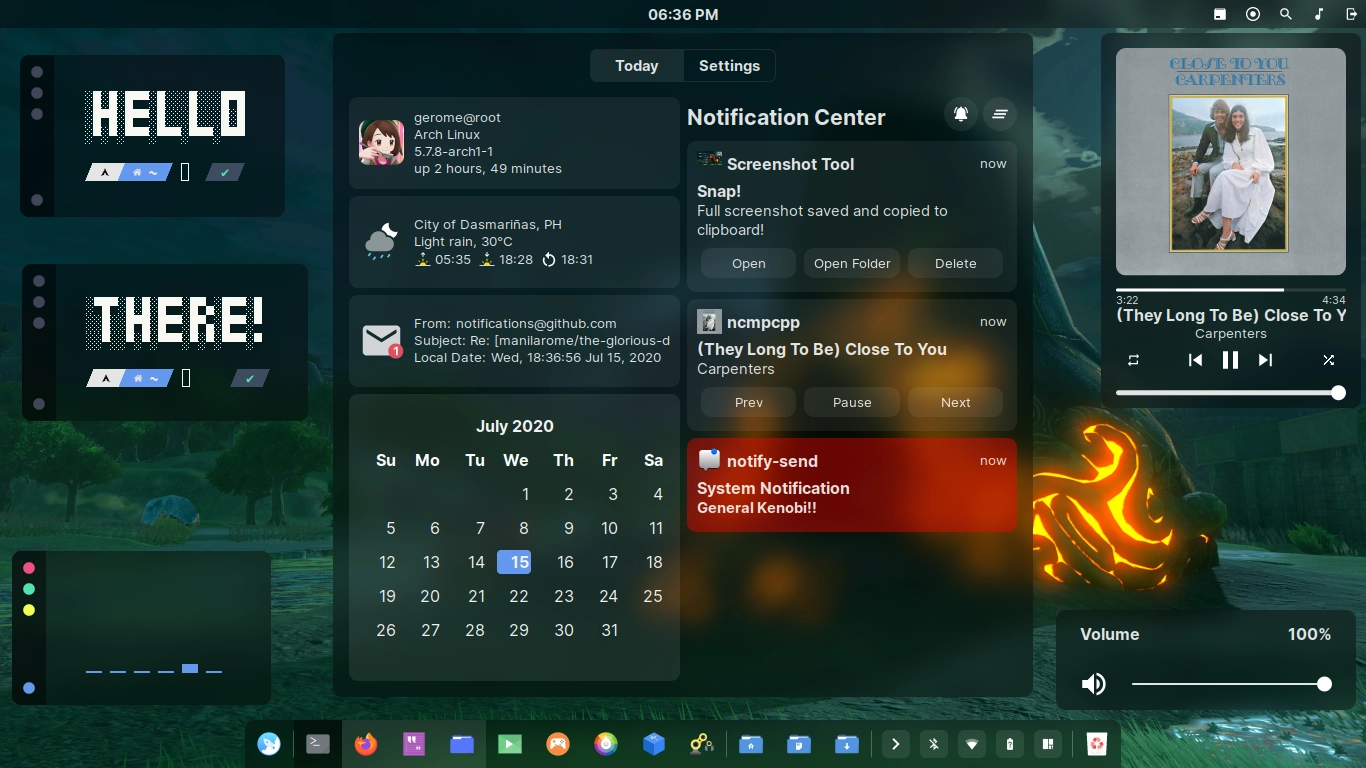 06:36 PM
HELLO
THERE!
Today Settings
gerome@root
Arch Linux
5.7.8-arch1-1
up 2 hours, 49 minutes
City of Dasmariñas, PH
Light rain, 30°C
05:35 18:28 18:31
From: notifications@github.com
Subject: Re: [manilarome/the-glorious-d
Local Date: Wed, 18:36:56 Jul 15, 2020
1
July 2020
Su Mo Tu We Th Fr Sa
1 2 3 4
5 6 7 8 9 10 11
12 13 14 15 16 17 18
19 20 21 22 23 24 25
26 27 28 29 30 31
Notification Center
Screenshot Tool now
Snap!
Full screenshot saved and copied to
clipboard!
Open Open Folder Delete
ncmpcpp now
(They Long To Be) Close To You
Carpenters
Prev Pause Next
notify-send now
System Notification
General Kenobi!!
CLOSE TO YOU
CARPENTERS
3:22 4:34
(They Long To Be) Close To Y
Carpenters
Volume 100%